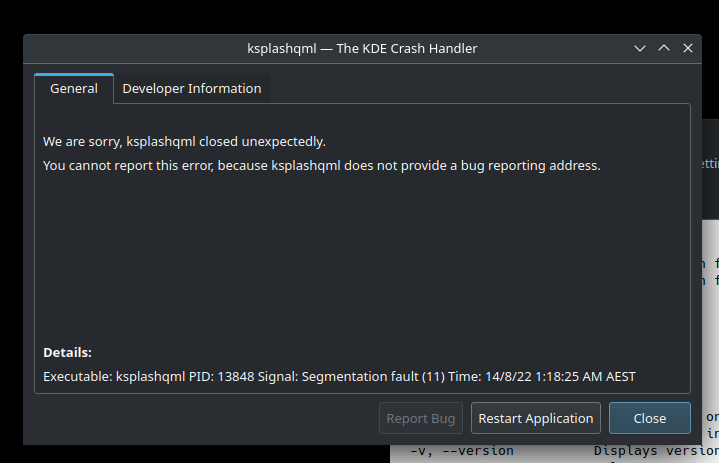 ksplashqml — The KDE Crash Handler
General
Developer Information
We are sorry, ksplashqml closed unexpectedly.
You cannot report this error, because ksplashqml does not provide a bug reporting address.
Details:
Executable: ksplashqml PID: 13848 Signal: Segmentation fault (11) Time: 14/8/22 1:18:25 AM AEST
Report Bug
Restart Application
Close
-v, --version Displays version